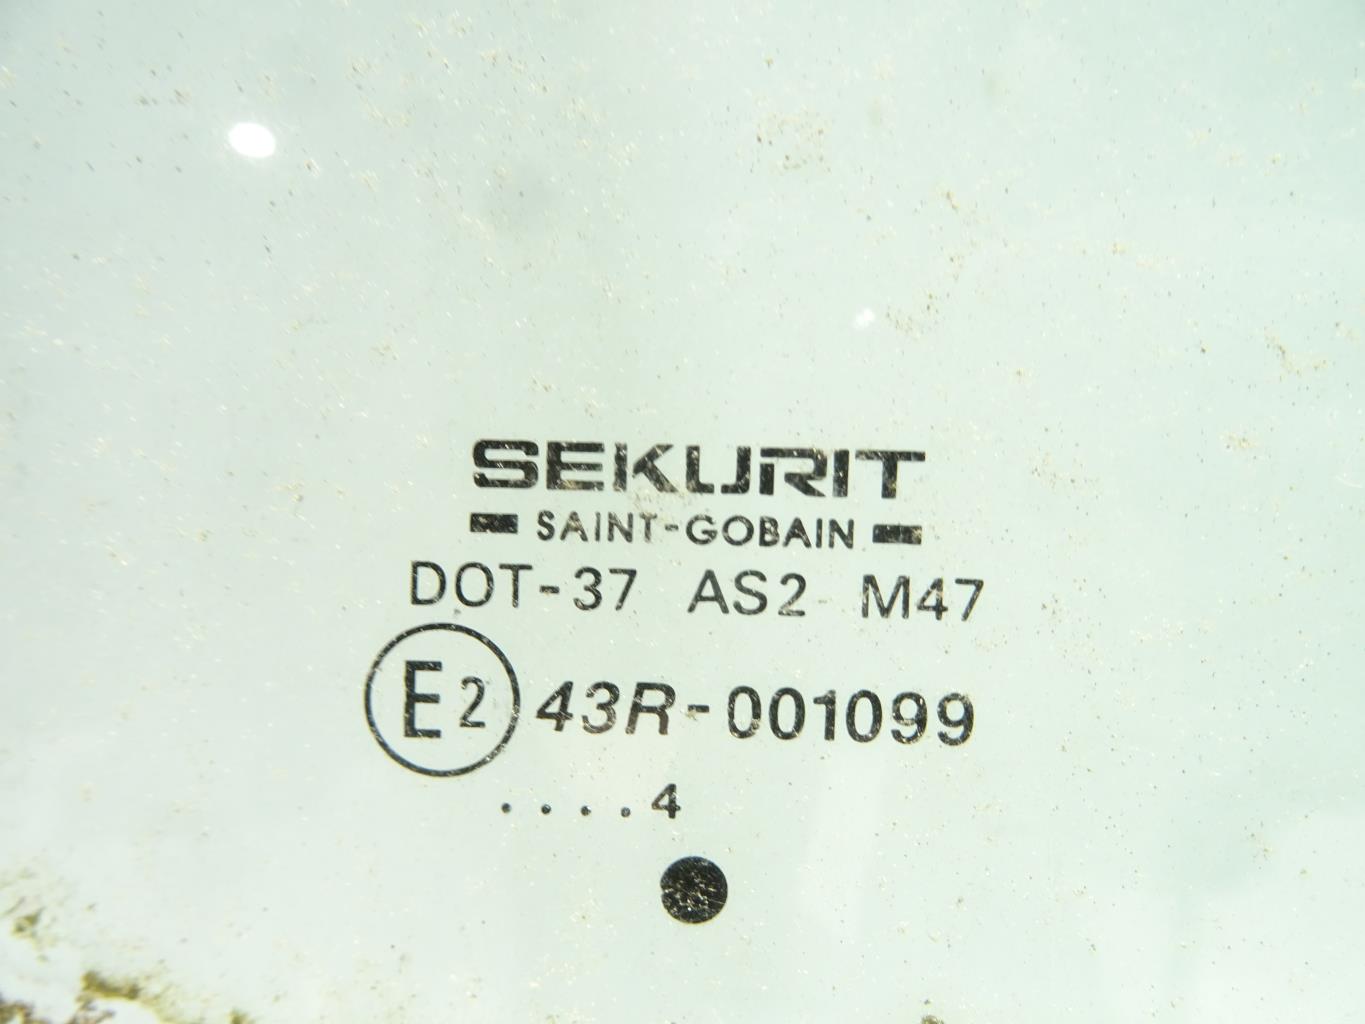 SEKURIT
SAINT-GOBAIN
DOT-37 AS2 M47
E2 43R-001099
....4